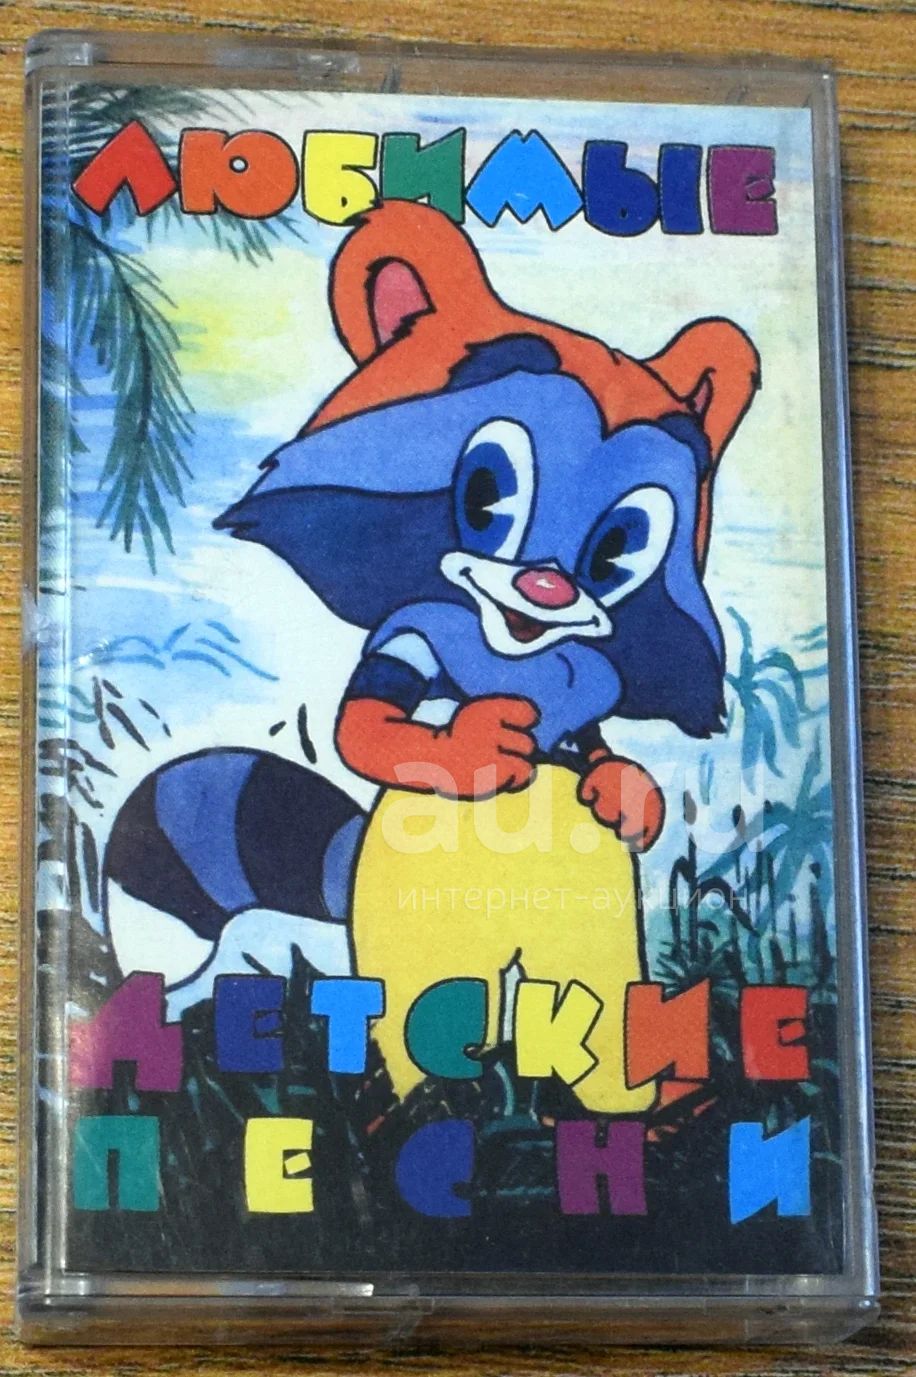 ЛЮБИМЫЕ
au.ru
интернет-аукцион
ДЕТСКИЕ
ПЕСНИ